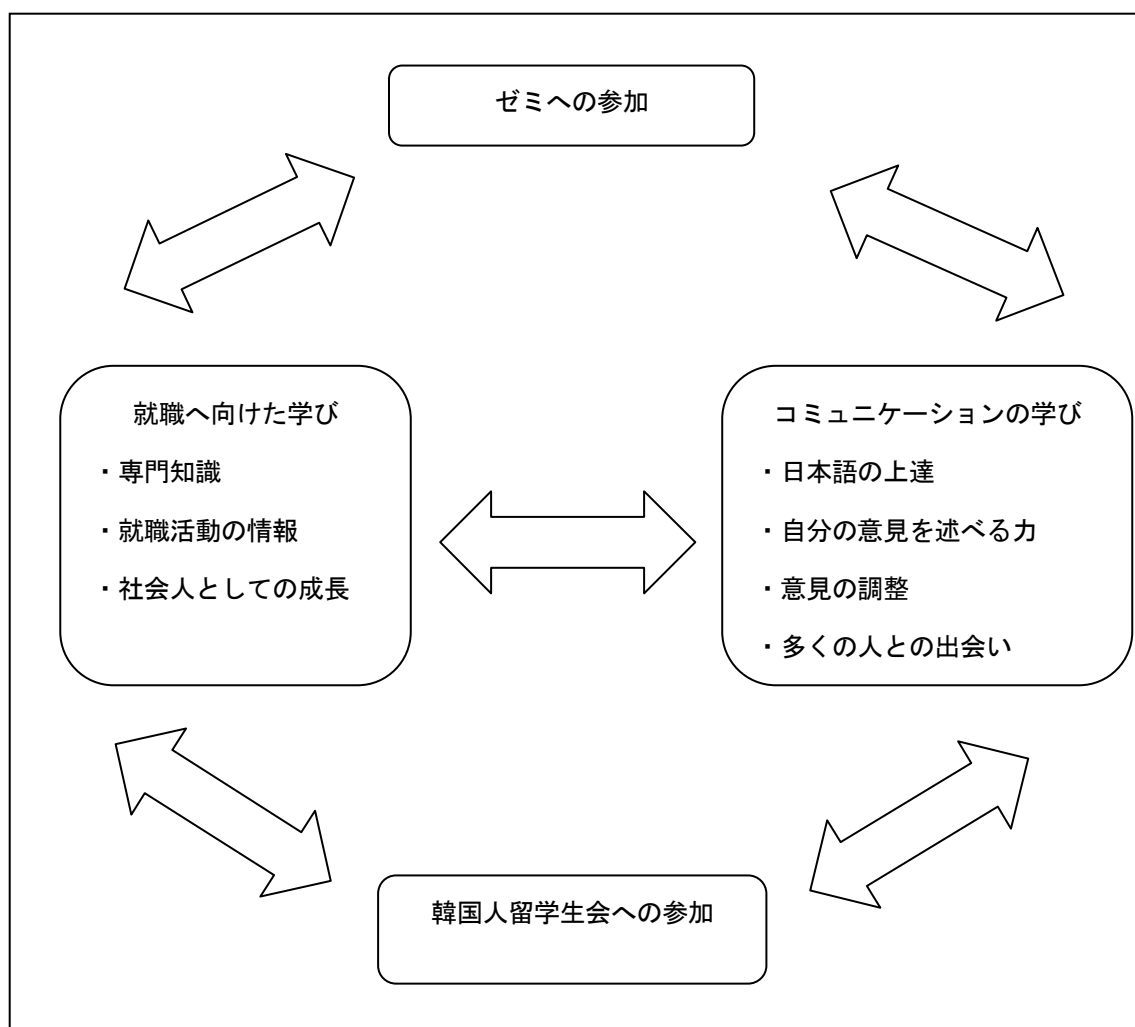 ゼミへの参加
就職へ向けた学び
・専門知識
・就職活動の情報
・社会人としての成長
コミュニケーションの学び
・日本語の上達
・自分の意見を述べる力
・意見の調整
・多くの人との出会い
韓国人留学生会への参加